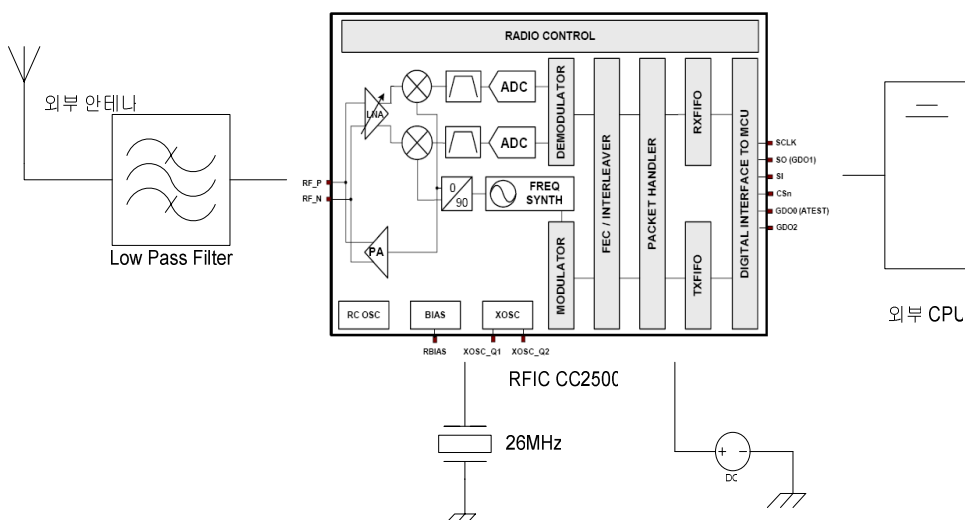 RADIO CONTROL
외부 안테나
LNA
ADC
ADC
DEMODULATOR
FEC / INTERLEAVER
PACKET HANDLER
RXFIFO
DIGITAL INTERFACE TO MCU
SCLK
SO (GDO1)
SI
CSn
GDO0 (ATEST)
GDO2
RF_P
RF_N
0
90
FREQ
SYNTH
PA
MODULATOR
TXFIFO
Low Pass Filter
RC OSC
BIAS
XOSC
RBIAS
XOSC_Q1
XOSC_Q2
외부 CPU
RFIC CC2500
26MHz
+
-
DC